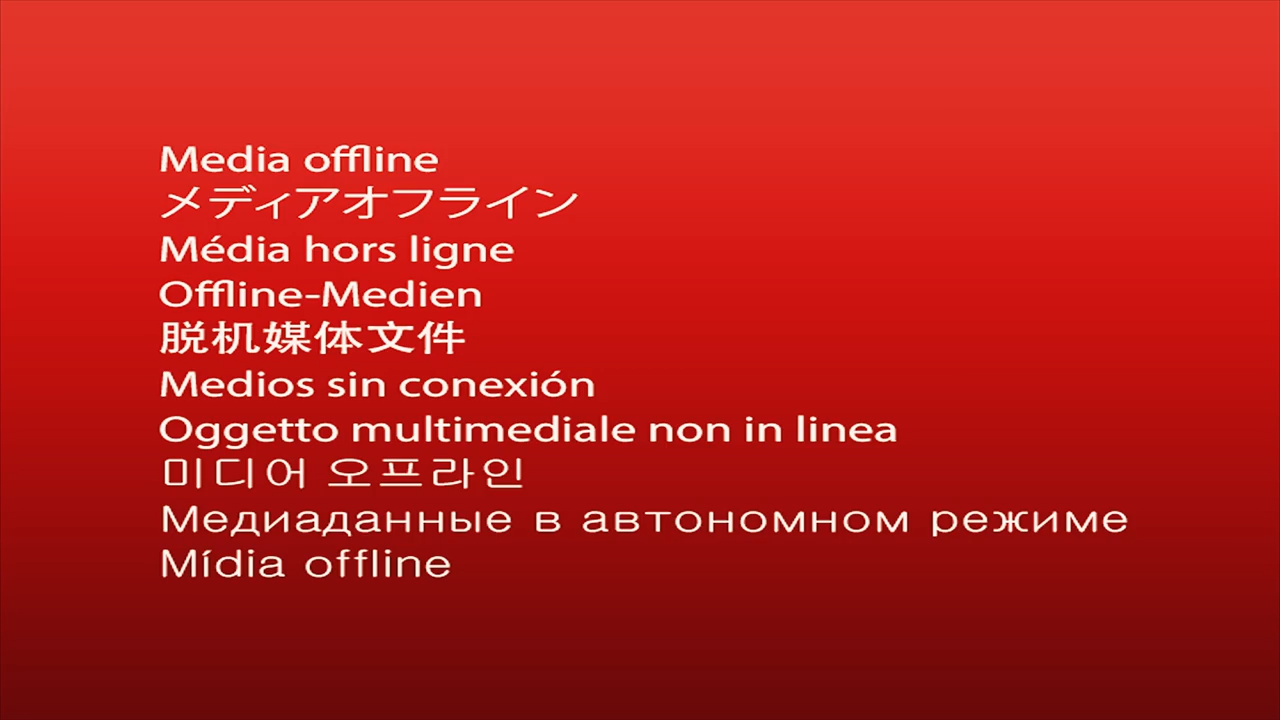 Media offline
メディアオフライン
Média hors ligne
Offline-Medien
脱机媒体文件
Medios sin conexión
Oggetto multimediale non in linea
미디어 오프라인
Медиаданные в автономном режиме
Mídia offline